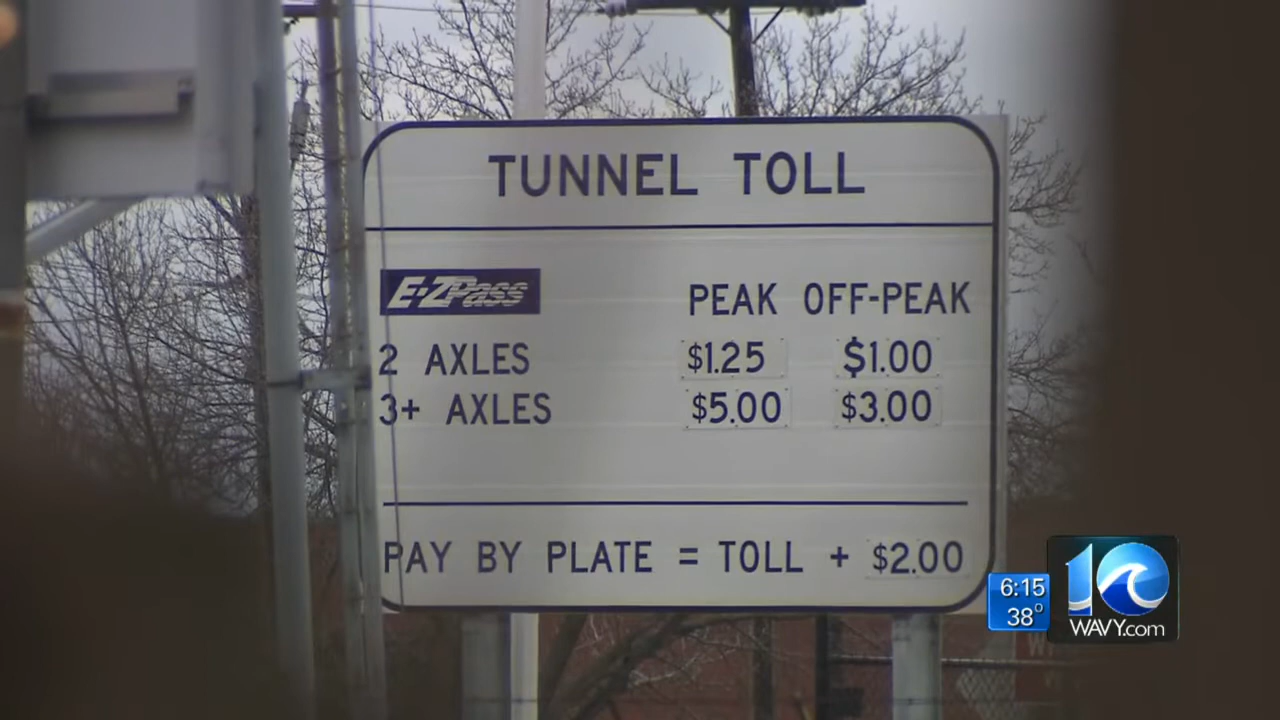 TUNNEL TOLL
E-ZPass
PEAK OFF-PEAK
2 AXLES $1.25 $1.00
3+ AXLES $5.00 $3.00
PAY BY PLATE = TOLL + $2.00
6:15
38°
10
WAVY.com